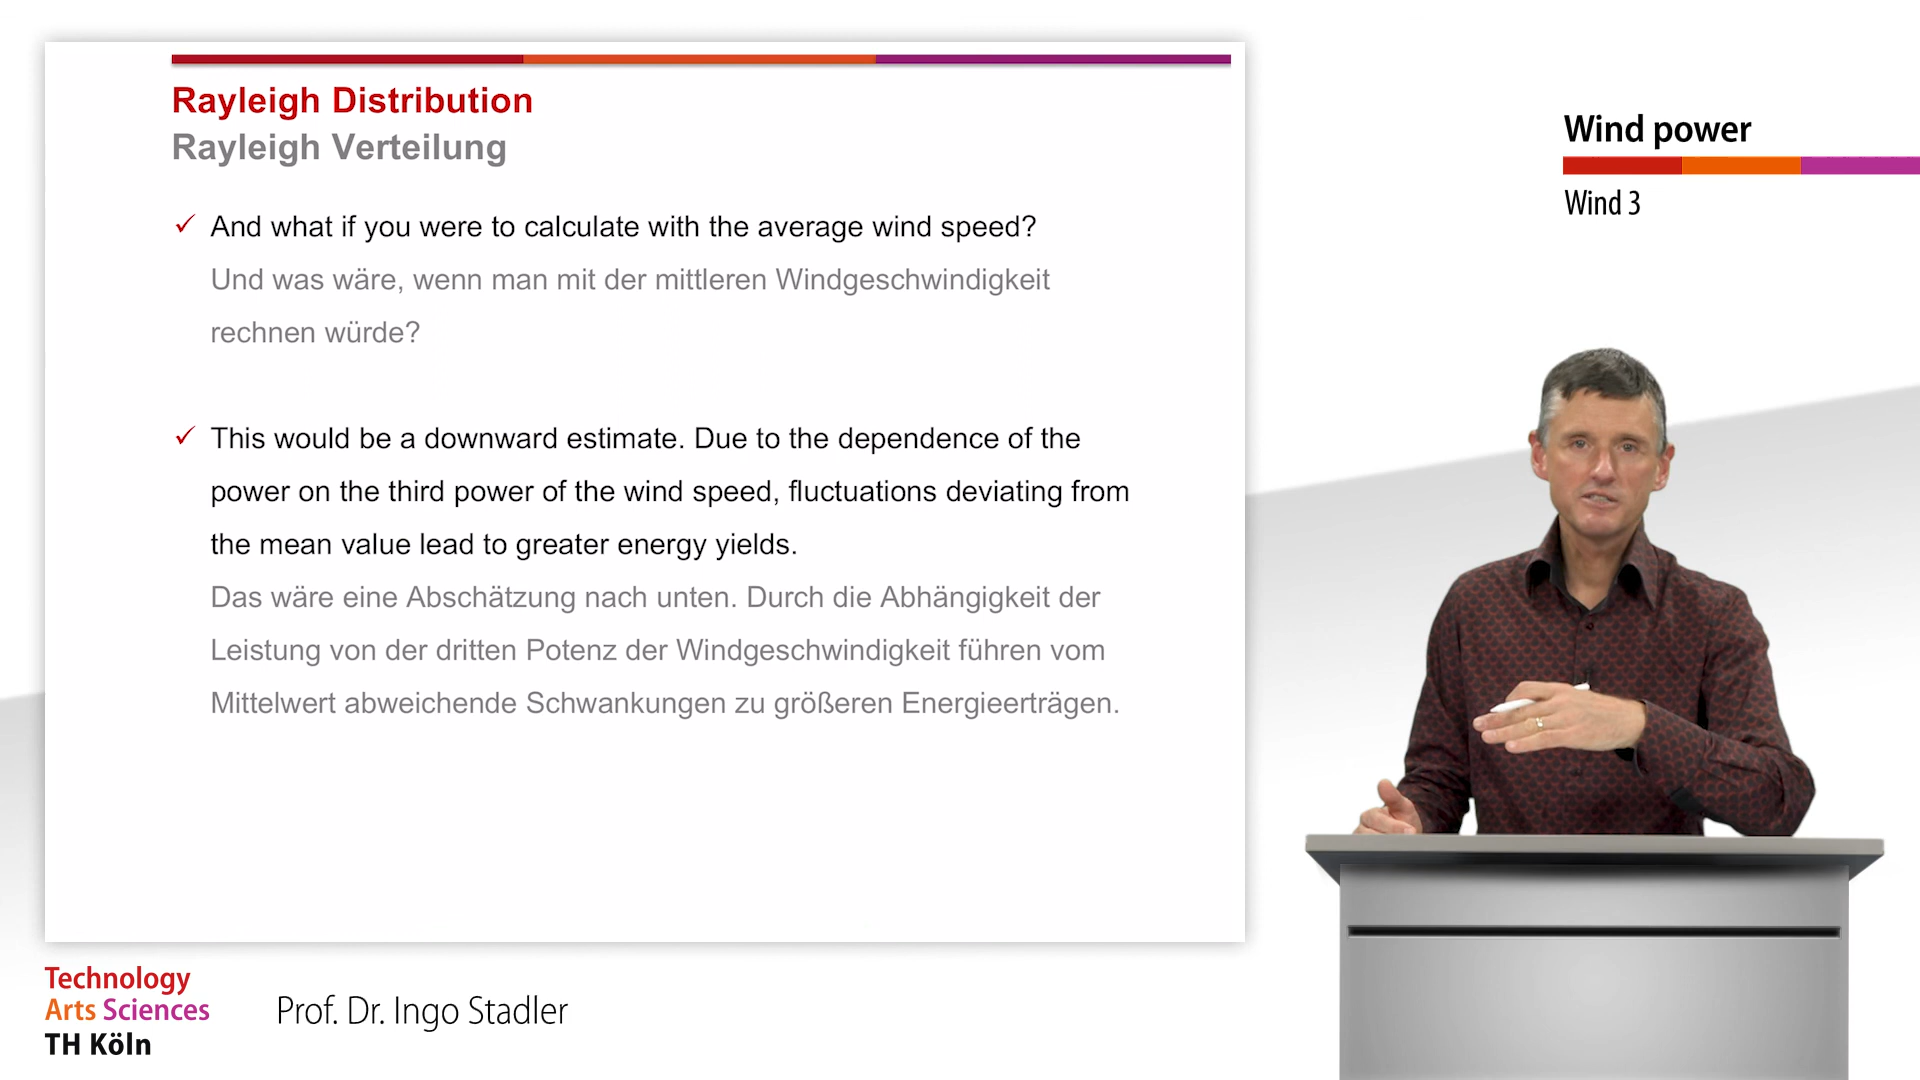 Rayleigh Distribution
Rayleigh Verteilung
And what if you were to calculate with the average wind speed?
Und was wäre, wenn man mit der mittleren Windgeschwindigkeit
rechnen würde?
This would be a downward estimate. Due to the dependence of the
power on the third power of the wind speed, fluctuations deviating from
the mean value lead to greater energy yields.
Das wäre eine Abschätzung nach unten. Durch die Abhängigkeit der
Leistung von der dritten Potenz der Windgeschwindigkeit führen vom
Mittelwert abweichende Schwankungen zu größeren Energieerträgen.
Wind power
Wind 3
Technology
Arts Sciences
TH Köln
Prof. Dr. Ingo Stadler